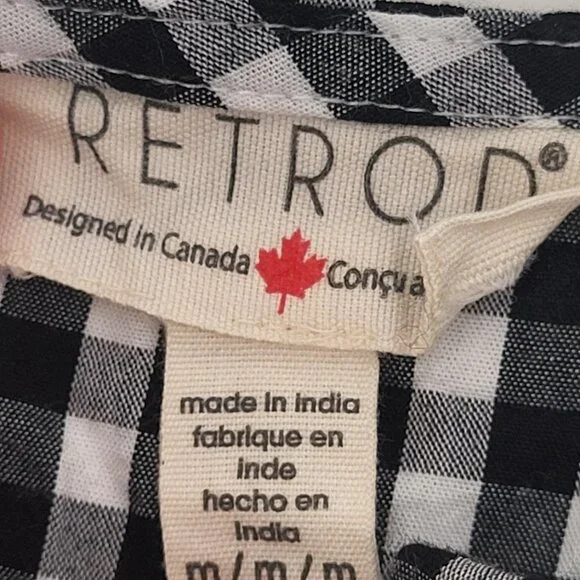 RETROD®
Designed in Canada Conçu a
made in india
fabrique en
inde
hecho en
india
m/m/m